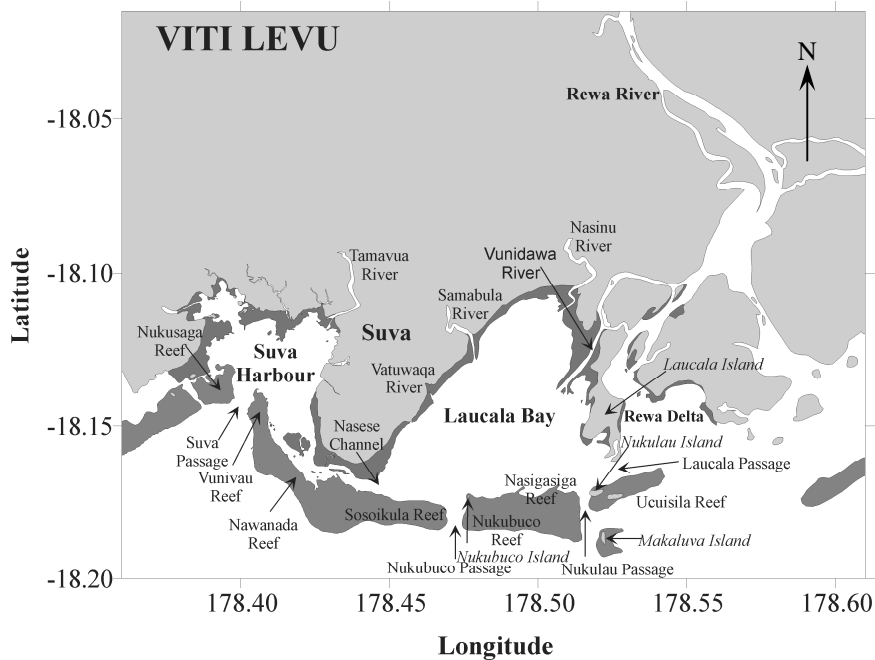 VITI LEVU
N
Rewa River
-18.05
Nasinu
River
Vunidawa
River
Tamavua
River
-18.10
Samabula
River
Latitude
Nukusaga
Reef
Suva
Suva
Harbour
Vatuwaqa
River
Laucala Island
Laucala Bay
Rewa Delta
-18.15
Suva
Passage
Nasese
Channel
Nukulau Island
Laucala Passage
Vunivau
Reef
Nasigasiga
Reef
Ucuisila Reef
Nawanada
Reef
Sosoikula Reef
Nukubuco
Reef
Makaluva Island
Nukubuco Island
Nukubuco Passage
Nukulau Passage
-18.20
178.40
178.45
178.50
178.55
178.60
Longitude